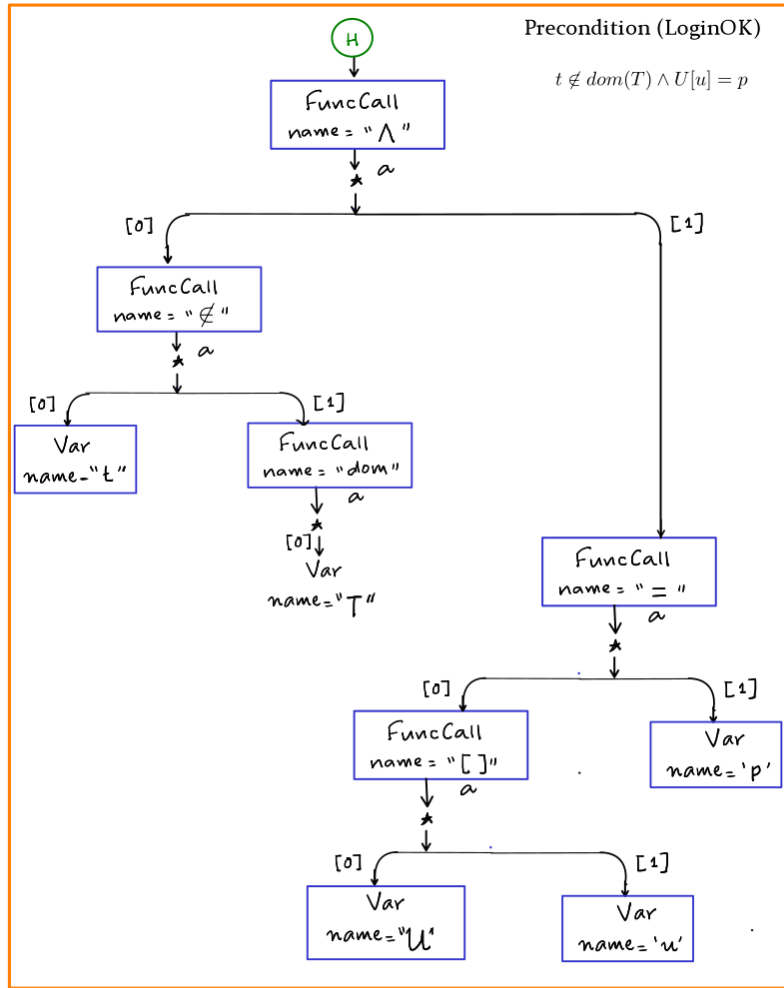 Precondition (LoginOK)
H
t ∉ dom(T) ∧ U[u] = p
FuncCall
name = "∧"
a
*
[0]
[1]
FuncCall
name = "∉"
a
*
[0]
[1]
Var
name="t"
FuncCall
name = "dom"
a
*
[0]
Var
name="T"
FuncCall
name = "="
a
*
[0]
[1]
FuncCall
name = "[]"
a
Var
name='p'
*
[0]
[1]
Var
name="U'
Var
name='u'